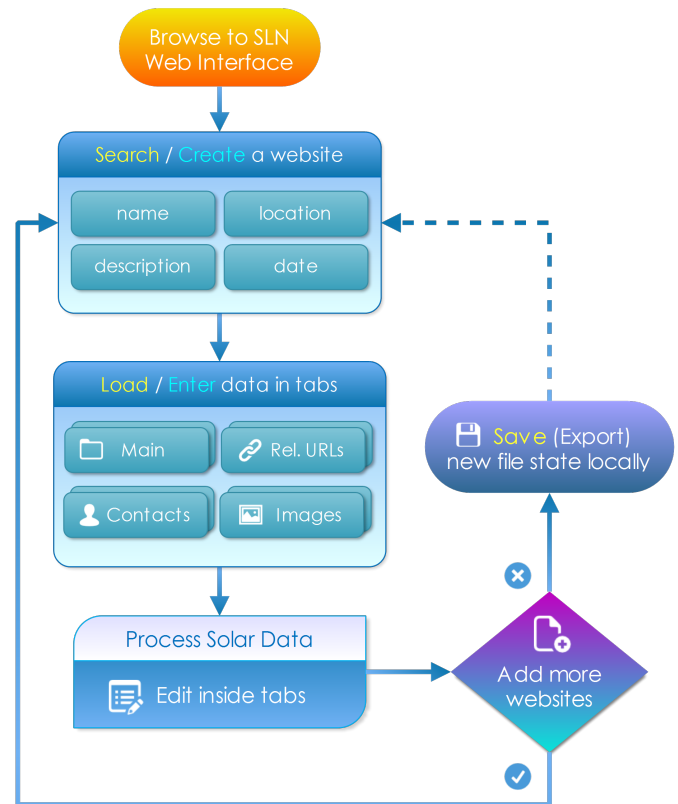 Browse to SLN
Web Interface
Search / Create a website
name
location
description
date
Load / Enter data in tabs
Main
Rel. URLs
Contacts
Images
Process Solar Data
Edit inside tabs
Add more
websites
Save (Export)
new file state locally